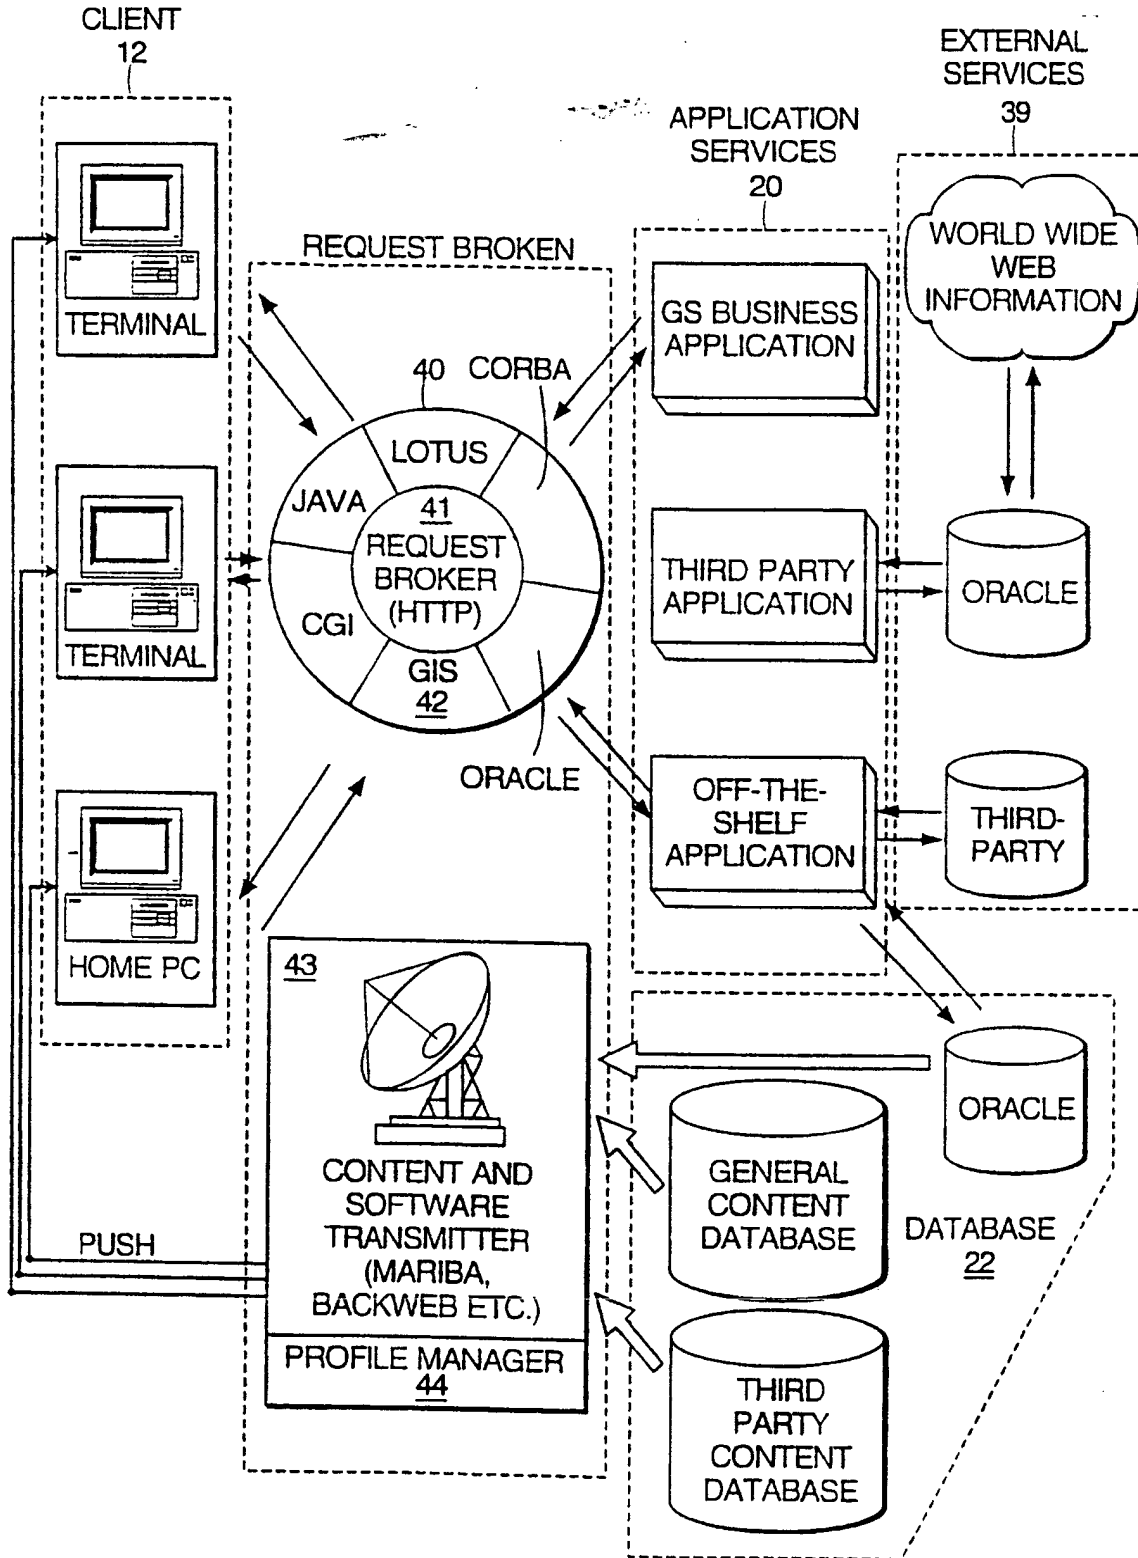 CLIENT
12
EXTERNAL
SERVICES
39
APPLICATION
SERVICES
20
REQUEST BROKEN
TERMINAL
TERMINAL
HOME PC
40
CORBA
LOTUS
JAVA
41
REQUEST
BROKER
(HTTP)
CGI
GIS
42
ORACLE
GS BUSINESS
APPLICATION
THIRD PARTY
APPLICATION
OFF-THE-
SHELF
APPLICATION
WORLD WIDE
WEB
INFORMATION
ORACLE
THIRD-
PARTY
43
CONTENT AND
SOFTWARE
TRANSMITTER
(MARIBA,
BACKWEB ETC.)
PROFILE MANAGER
44
PUSH
ORACLE
GENERAL
CONTENT
DATABASE
DATABASE
22
THIRD
PARTY
CONTENT
DATABASE